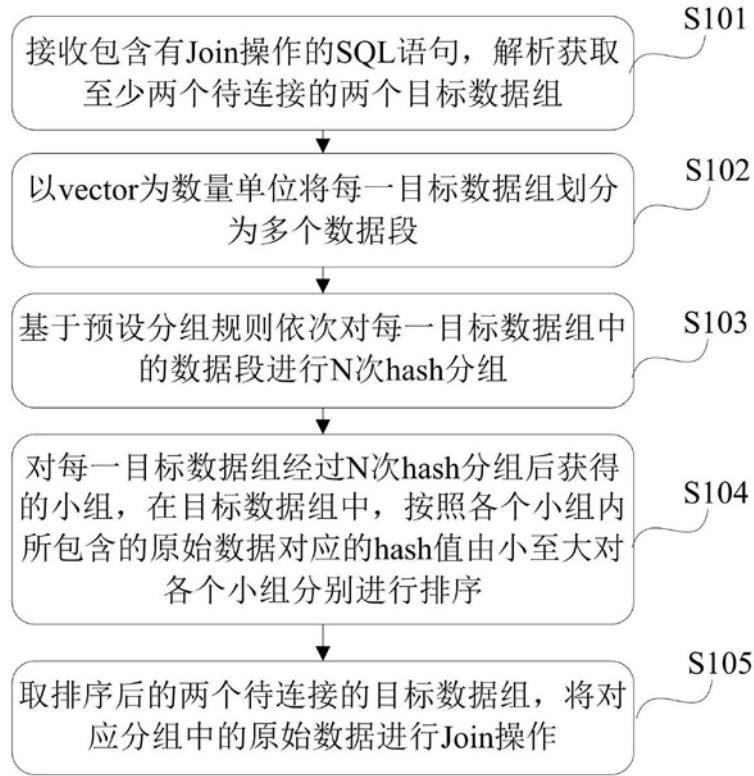 S101
接收包含有Join操作的SQL语句，解析获取
至少两个待连接的两个目标数据组
S102
以vector为数量单位将每一目标数据组划分
为多个数据段
S103
基于预设分组规则依次对每一目标数据组中
的数据段进行N次hash分组
S104
对每一目标数据组经过N次hash分组后获得
的小组，在目标数据组中，按照各个小组内
所包含的原始数据对应的hash值由小至大对
各个小组分别进行排序
S105
取排序后的两个待连接的目标数据组，将对
应分组中的原始数据进行Join操作